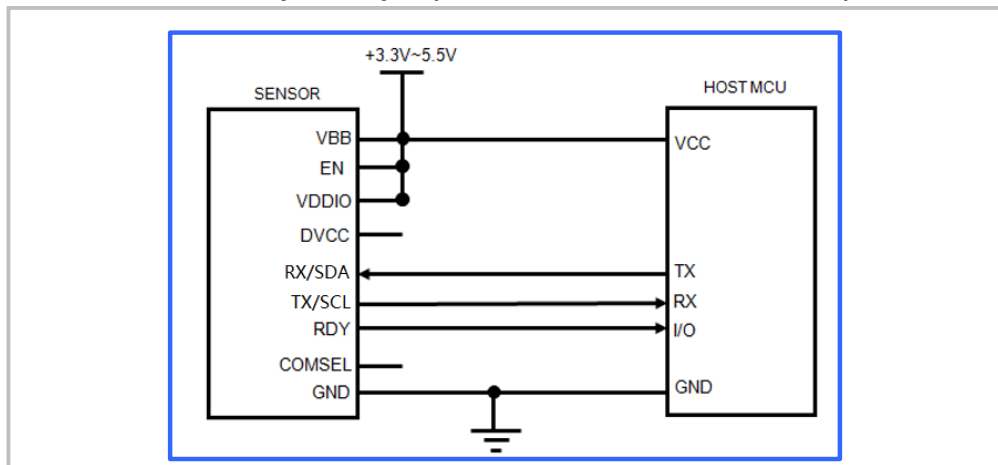 +3.3V~5.5V
SENSOR
HOST MCU
VBB
VCC
EN
VDDIO
DVCC
RX/SDA
TX
TX/SCL
RX
RDY
I/O
COMSEL
GND
GND